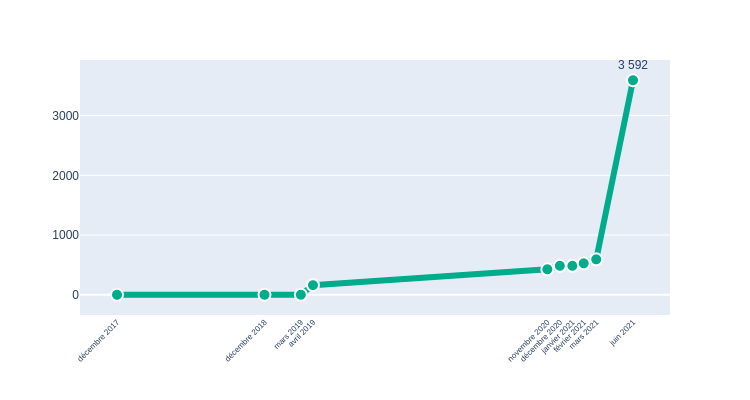 3 592
3000
2000
1000
0
décembre 2017
décembre 2018
mars 2019
avril 2019
novembre 2020
décembre 2020
janvier 2021
février 2021
mars 2021
juin 2021